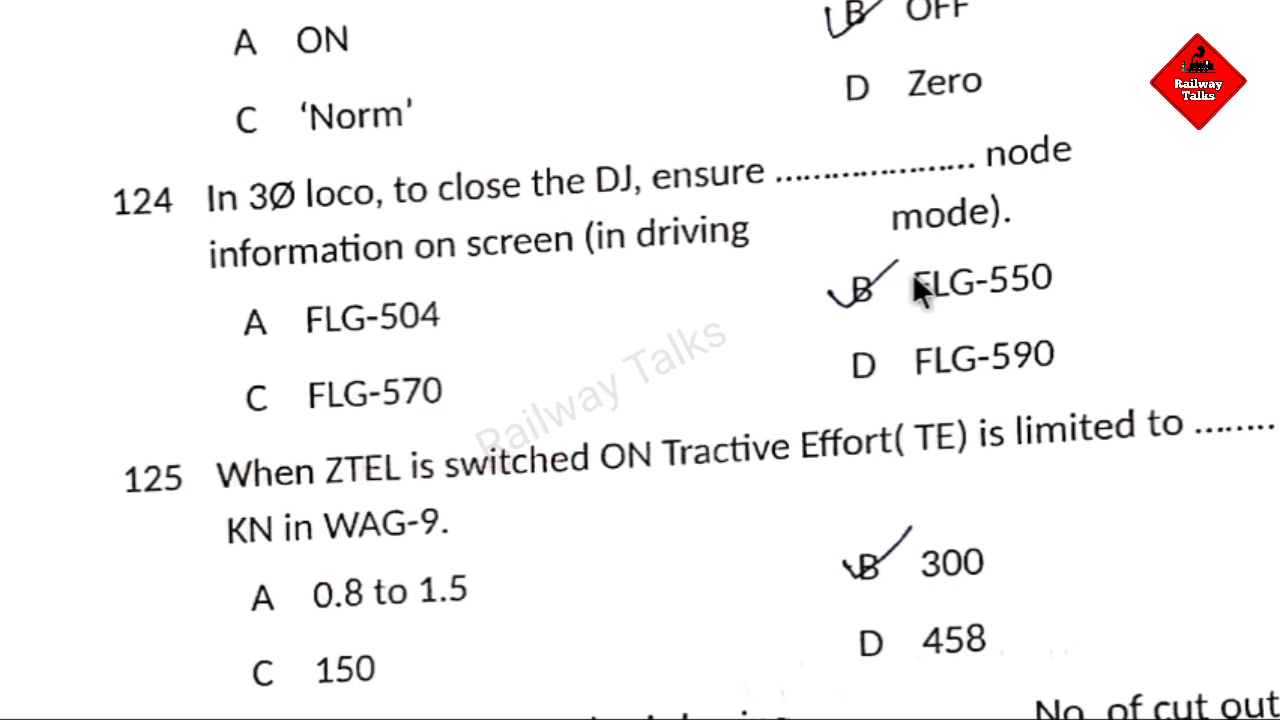 A ON B OFF
C ‘Norm’ D Zero
Railway
Talks
124 In 3Ø loco, to close the DJ, ensure ………………… node
information on screen (in driving mode).
A FLG-504 B FLG-550
C FLG-570 D FLG-590
Railway Talks
125 When ZTEL is switched ON Tractive Effort( TE) is limited to ........
KN in WAG-9.
A 0.8 to 1.5 B 300
C 150 D 458
No. of cut out